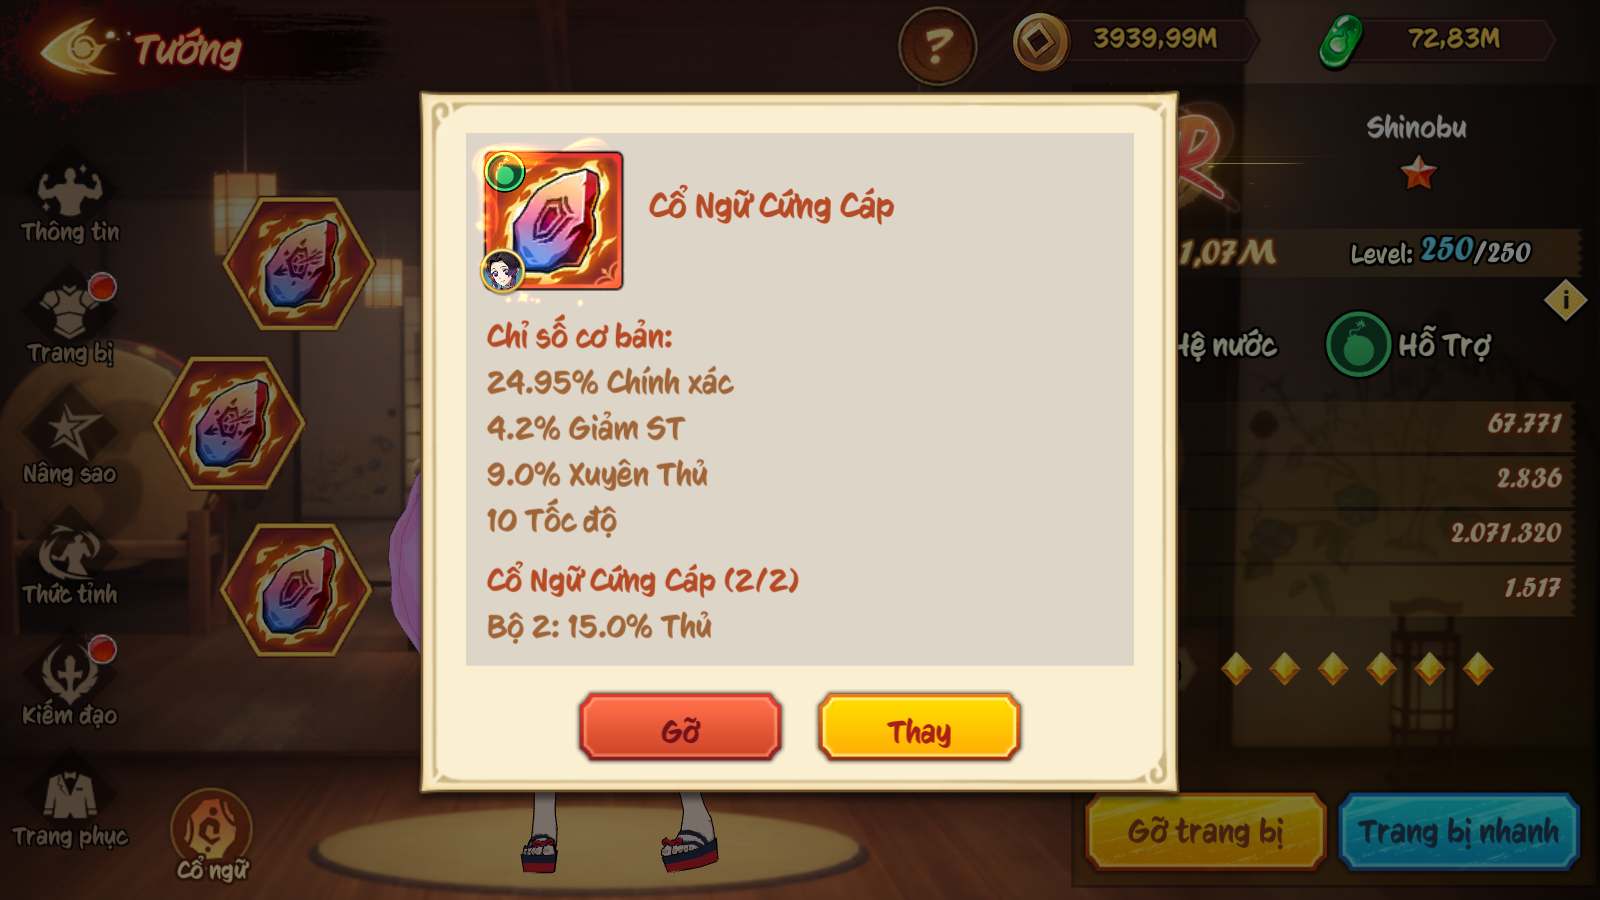 Tướng
?
3939,99M
72,83M
Shinobu
Thông tin
Trang bị
Nâng sao
Thức tỉnh
Kiếm đạo
Trang phục
Cổ ngữ
Cổ Ngữ Cứng Cáp
Chỉ số cơ bản:
24.95% Chính xác
4.2% Giảm ST
9.0% Xuyên Thủ
10 Tốc độ
Cổ Ngữ Cứng Cáp (2/2)
Bộ 2: 15.0% Thủ
Gỡ
Thay
R
1,07M
Level: 250/250
i
Hệ nước
Hỗ Trợ
67.771
2.836
2.071.320
1.517
Gỡ trang bị
Trang bị nhanh